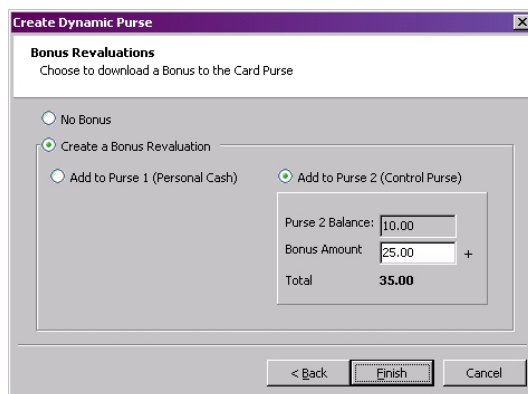 Create Dynamic Purse
Bonus Revaluations
Choose to download a Bonus to the Card Purse
No Bonus
Create a Bonus Revaluation
Add to Purse 1 (Personal Cash) Add to Purse 2 (Control Purse)
Purse 2 Balance: 10.00
Bonus Amount 25.00 +
Total 35.00
< Back Finish Cancel